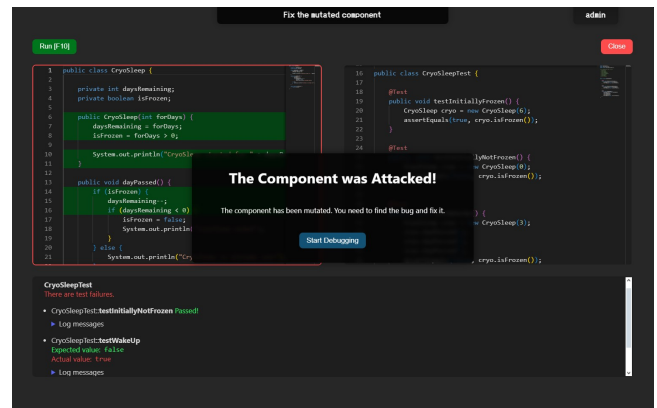 Fix the mutated component
admin
Run [F10]
Close
1 public class CryoSleep {
2
3 private int daysRemaining;
4 private boolean isFrozen;
5
6 public CryoSleep(int forDays) {
7 daysRemaining = forDays;
8 isFrozen = forDays > 0;
9
10 System.out.println("CryoSle
11 }
12
13 public void dayPassed() {
14 if (isFrozen) {
15 daysRemaining--;
16 if (daysRemaining < 0)
17 isFrozen = false;
18 System.out.println
19 }
20 } else {
21 System.out.println("Cry
16 public class CryoSleepTest {
17
18 @Test
19 public void testInitiallyFrozen() {
20 CryoSleep cryo = new CryoSleep(6);
21 assertEquals(true, cryo.isFrozen());
22 }
23
24 @Test
llyNotFrozen() {
ew CryoSleep(0);
cryo.isFrozen());
) {
ew CryoSleep(3);
cryo.isFrozen());
The Component was Attacked!
The component has been mutated. You need to find the bug and fix it.
Start Debugging
CryoSleepTest
There are test failures.
• CryoSleepTest::testInitiallyNotFrozen Passed!
Log messages
• CryoSleepTest::testWakeUp
Expected value: false
Actual value: true
Log messages